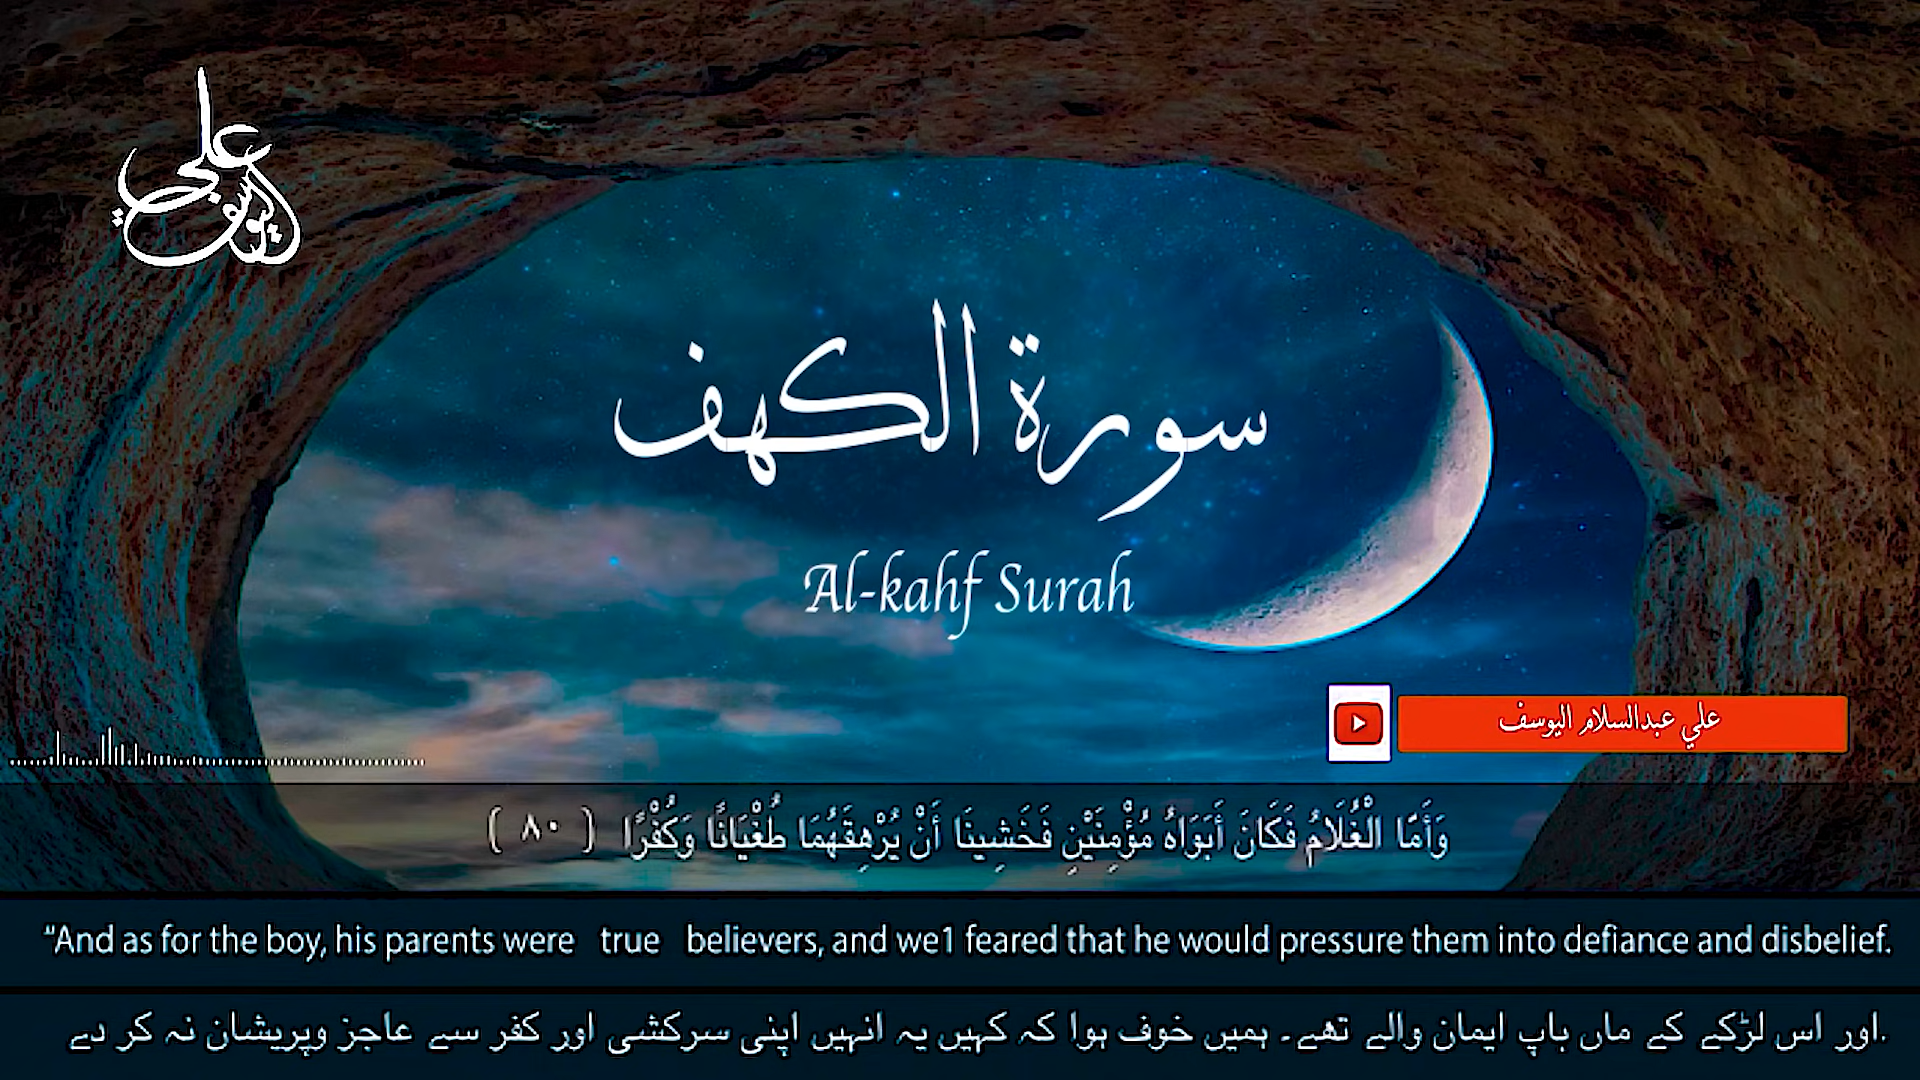 علي اليوسف
سورة الكهف
Al-kahf Surah
علي عبدالسلام اليوسف
وَأَمَّا الْغُلَامُ فَكَانَ أَبَوَاهُ مُؤْمِنَيْنِ فَخَشِينَا أَنْ يُرْهِقَهُمَا طُغْيَانًا وَكُفْرًا ( ٨٠ )
“And as for the boy, his parents were true believers, and we1 feared that he would pressure them into defiance and disbelief.
اور اس لڑکے کے ماں باپ ایمان والے تھے۔ ہمیں خوف ہوا کہ کہیں یہ انہیں اپنی سرکشی اور کفر سے عاجز وپریشان نہ کر دے.